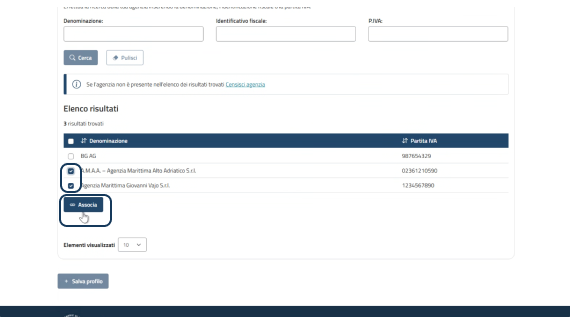 Denominazione:
Identificativo fiscale:
P.IVA:
Cerca
Pulisci
Se l'agenzia non è presente nell'elenco dei risultati trovati Censisci agenzia
Elenco risultati
3 risultati trovati
Denominazione
Partita IVA
BG AG
987654329
A.M.A.A. – Agenzia Marittima Alto Adriatico S.r.l.
02361210590
Agenzia Marittima Giovanni Vajo S.r.l.
1234567890
Associa
Elementi visualizzati 10
+ Salva profilo